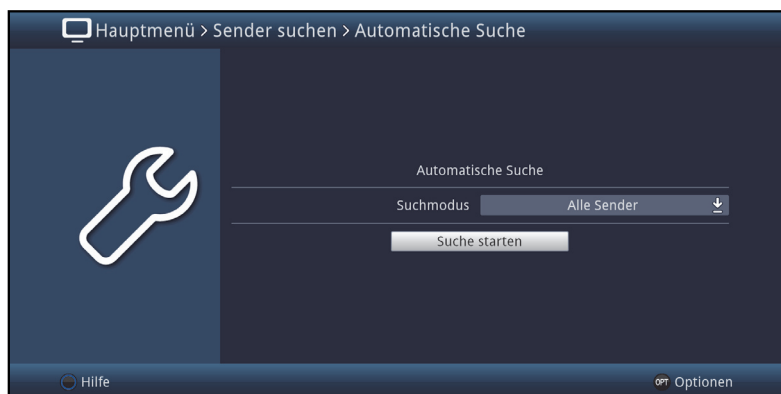 Hauptmenü > Sender suchen > Automatische Suche
Automatische Suche
Suchmodus Alle Sender
Suche starten
Hilfe OPT Optionen